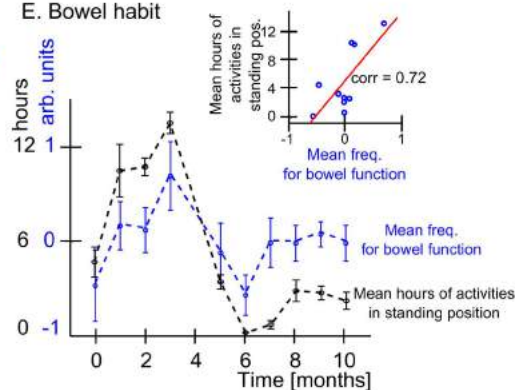 E. Bowel habit
hours
arb. units
12
6
0
1
0
-1
0
2
4
6
8
10
Time [months]
Mean freq.
for bowel function
Mean hours of activities
in standing position
Mean hours of
activities in
standing pos.
12
8
4
0
-1
0
1
corr = 0.72
Mean freq.
for bowel function